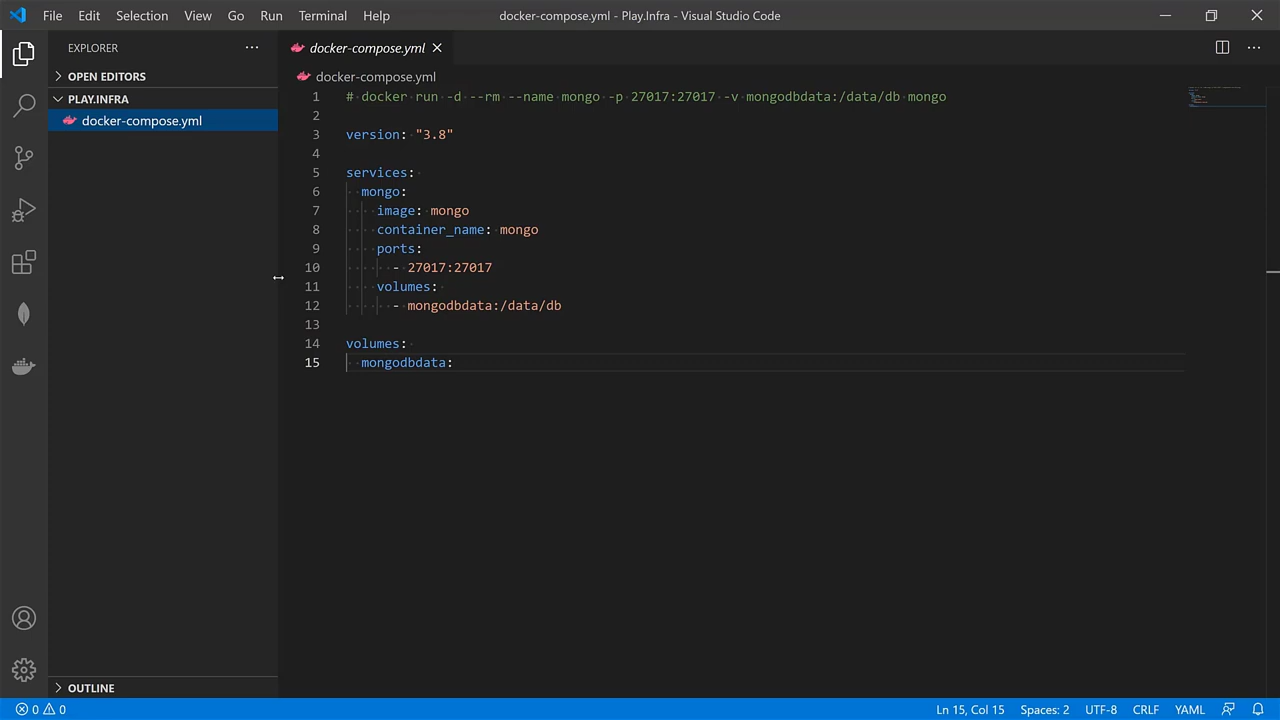 File Edit Selection View Go Run Terminal Help docker-compose.yml - Play.Infra - Visual Studio Code
EXPLORER
OPEN EDITORS
PLAY.INFRA
docker-compose.yml
OUTLINE
docker-compose.yml
docker-compose.yml
1 # docker run -d --rm --name mongo -p 27017:27017 -v mongodbdata:/data/db mongo
2
3 version: "3.8"
4
5 services:
6 mongo:
7 image: mongo
8 container_name: mongo
9 ports:
10 - 27017:27017
11 volumes:
12 - mongodbdata:/data/db
13
14 volumes:
15 mongodbdata:
0 0 Ln 15, Col 15 Spaces: 2 UTF-8 CRLF YAML